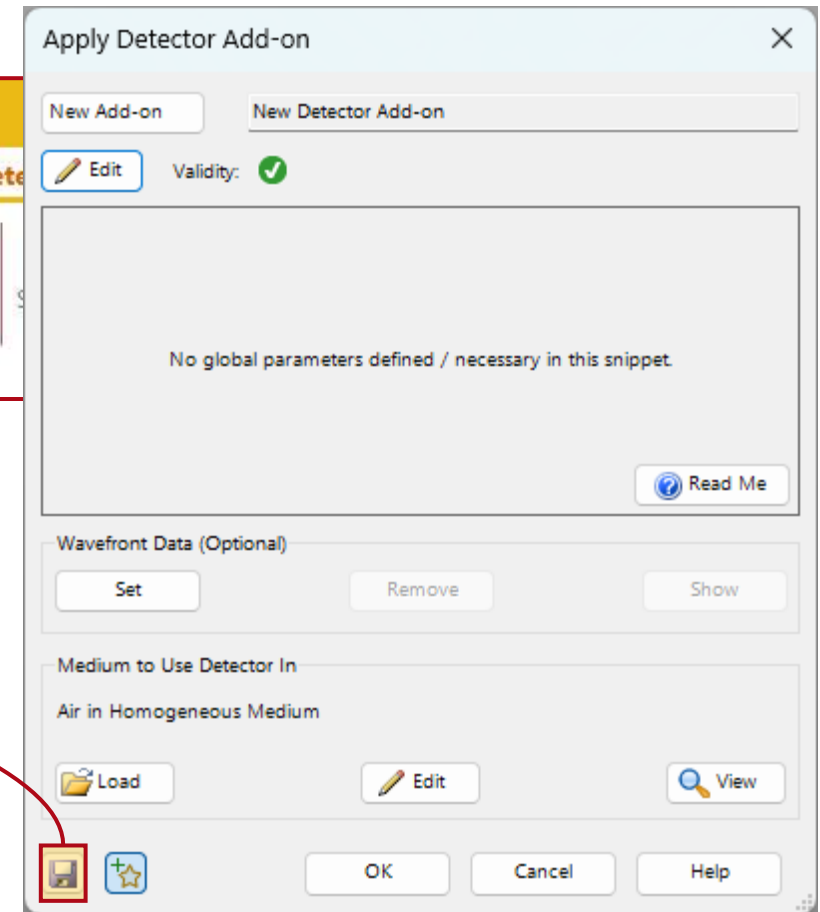 Apply Detector Add-on
New Add-on New Detector Add-on
Edit Validity:
No global parameters defined / necessary in this snippet.
Read Me
Wavefront Data (Optional)
Set Remove Show
Medium to Use Detector In
Air in Homogeneous Medium
Load Edit View
OK Cancel Help